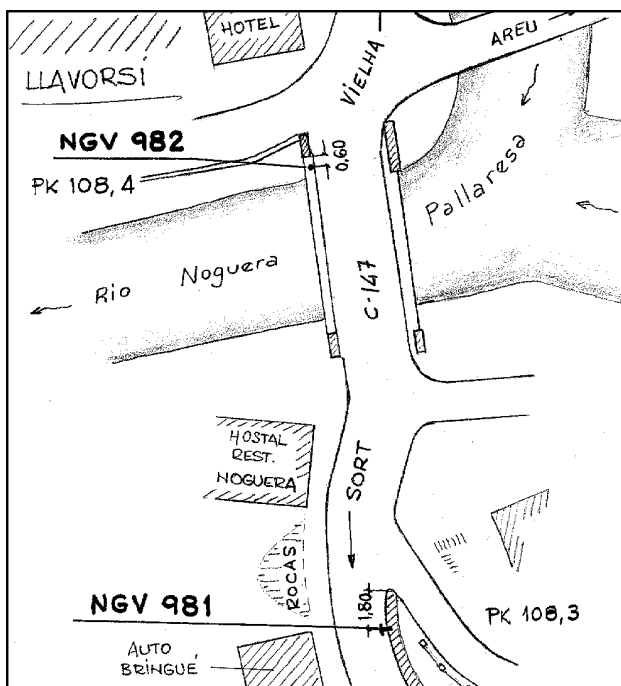 HOTEL
VIELHA
AREU
LLAVORSÍ
NGV 982
0,60
PK 108,4
Pallaresa
Rio Noguera
C-147
HOSTAL
REST.
NOGUERA
SORT
ROCAS
NGV 981
1,80
PK 108,3
AUTO
BRINGUÉ